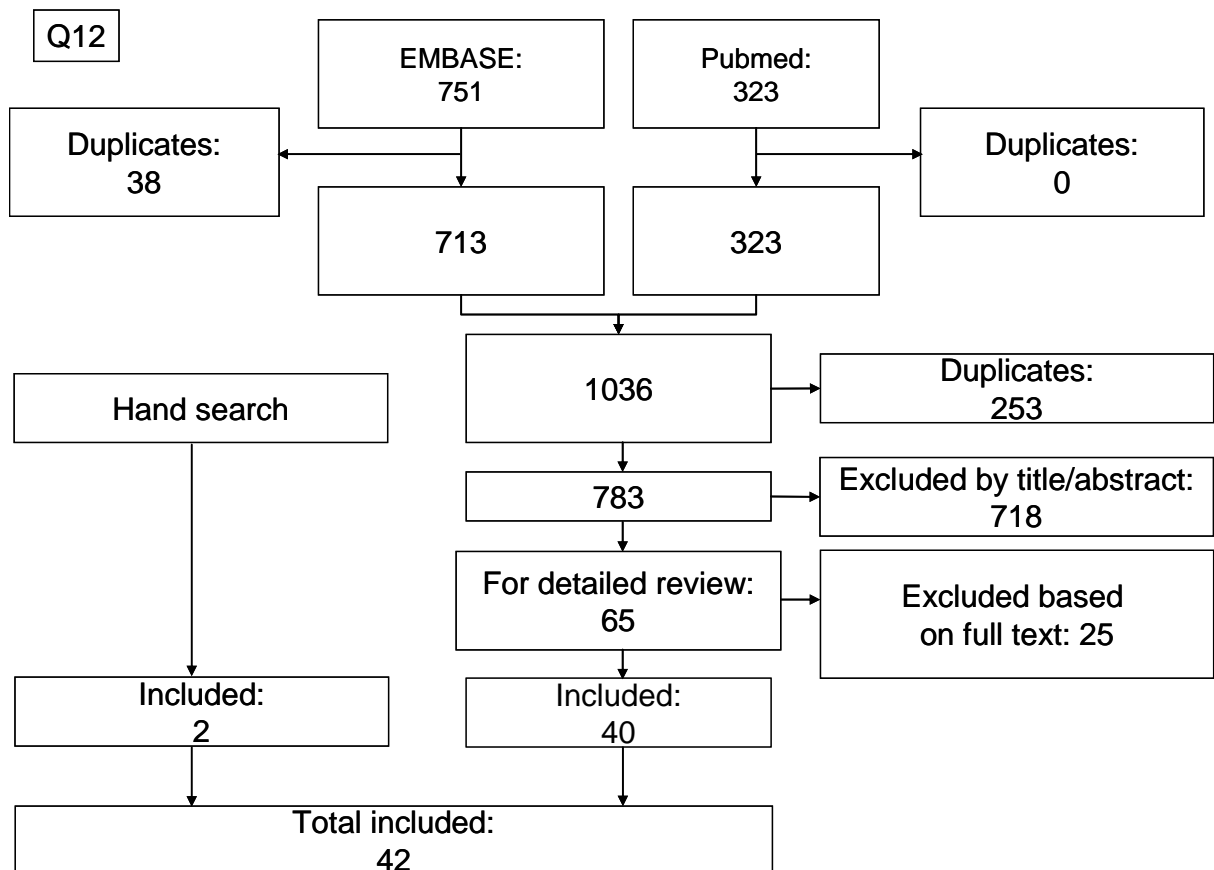 Q12
EMBASE:
751
Pubmed:
323
Duplicates:
38
Duplicates:
0
713
323
1036
Duplicates:
253
Hand search
783
Excluded by title/abstract:
718
For detailed review:
65
Excluded based
on full text: 25
Included:
2
Included:
40
Total included:
42